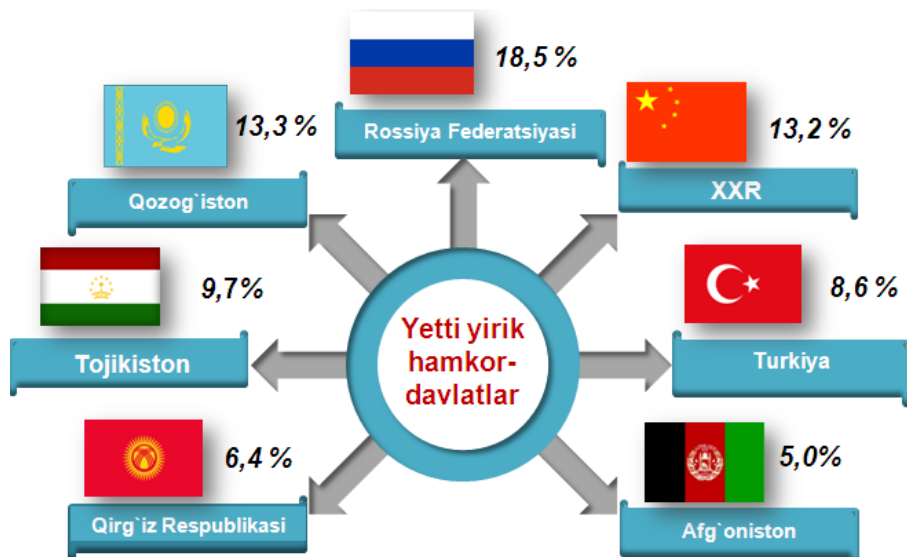 18,5 %
Rossiya Federatsiyasi
13,3 %
Qozog`iston
13,2 %
XXR
9,7%
Tojikiston
8,6 %
Turkiya
Yetti yirik
hamkor-
davlatlar
6,4 %
Qirg`iz Respublikasi
5,0%
Afg`oniston